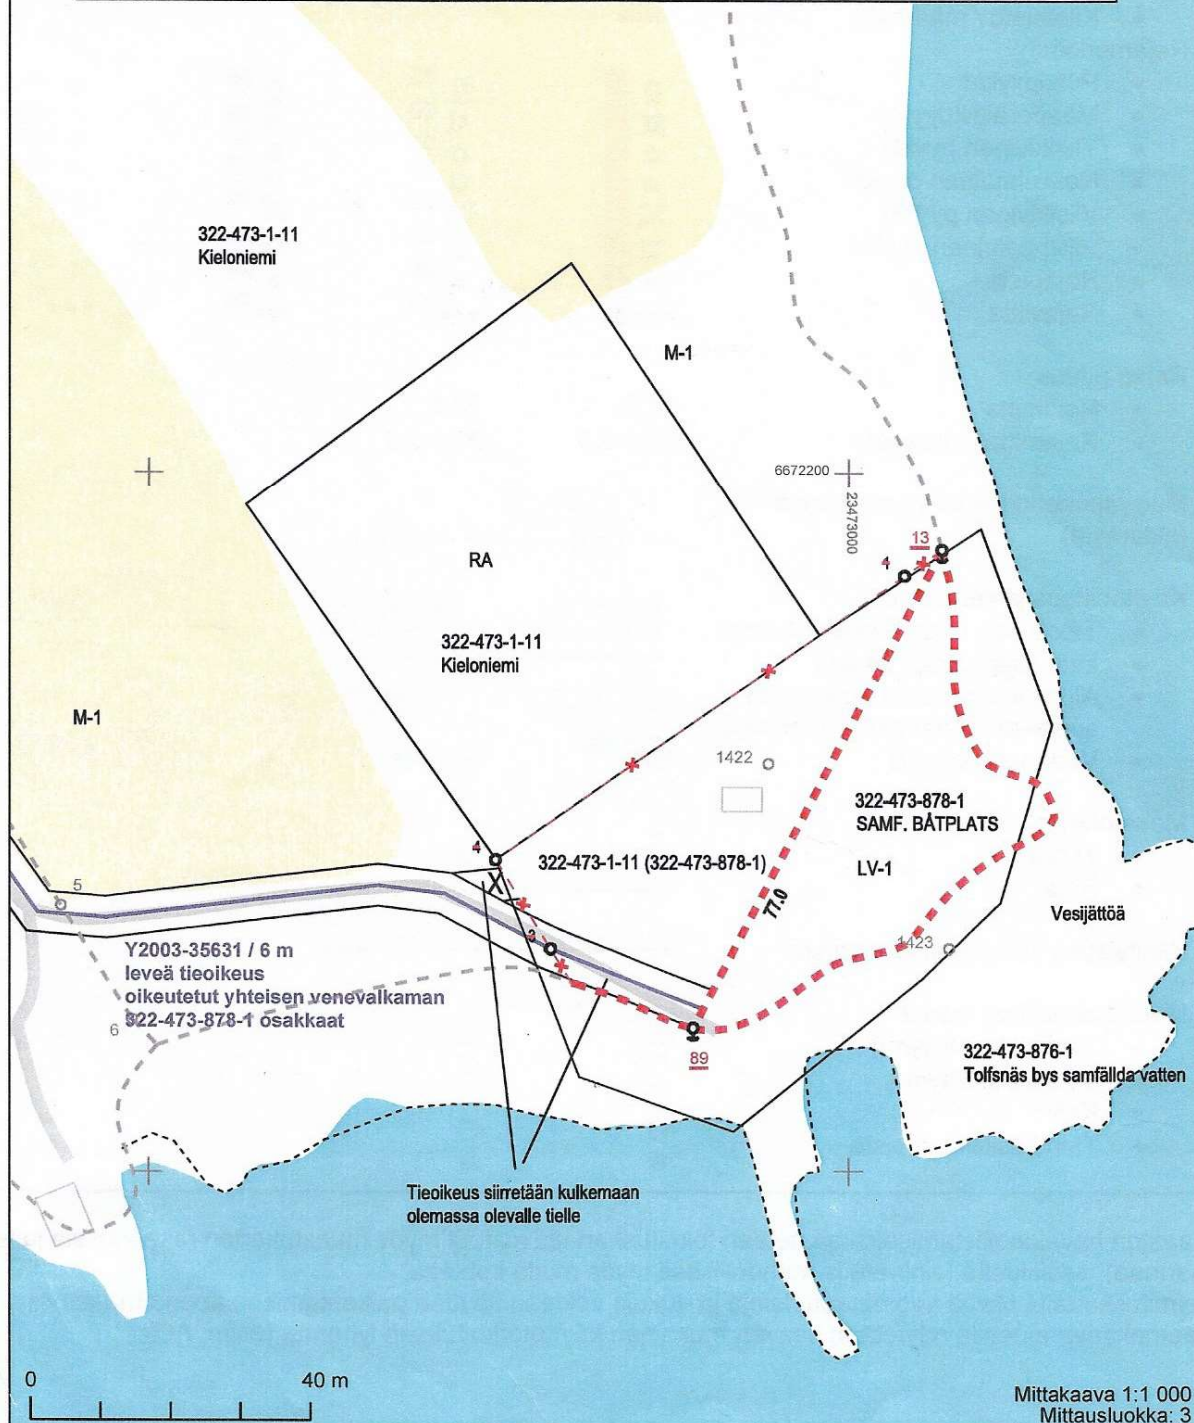 322-473-1-11
Kieloniemi
M-1
6672200
23473000
13
4
RA
322-473-1-11
Kieloniemi
M-1
1422
322-473-878-1
SAMF. BÅTPLATS
LV-1
4
322-473-1-11 (322-473-878-1)
X
77.0
5
3
Vesijättöä
1423
Y2003-35631 / 6 m
leveä tieoikeus
oikeutetut yhteisen venevalkaman
322-473-878-1 osakkaat
6
89
322-473-876-1
Tolfsnäs bys samfällda vatten
Tieoikeus siirretään kulkemaan
olemassa olevalle tielle
0 40 m
Mittakaava 1:1 000
Mittausluokka: 3